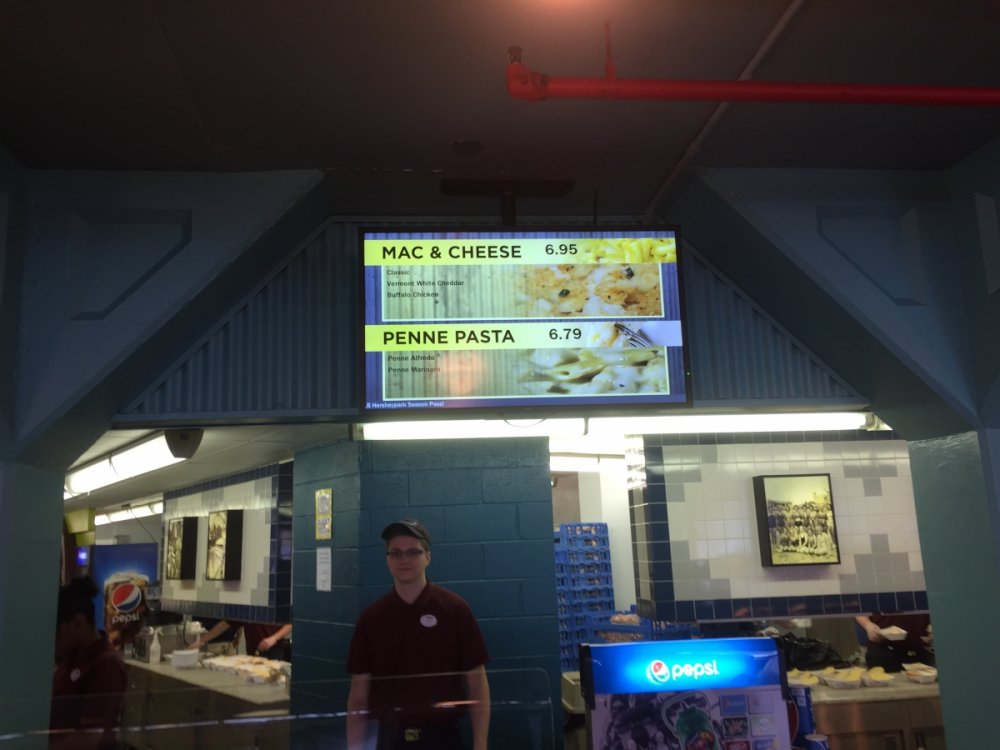 MAC & CHEESE 6.95
Classic
Vermont White Cheddar
Buffalo Chicken
PENNE PASTA 6.79
Penne Alfredo
Penne Marinara
Hersheypark Season Pass!
pepsi
pepsi